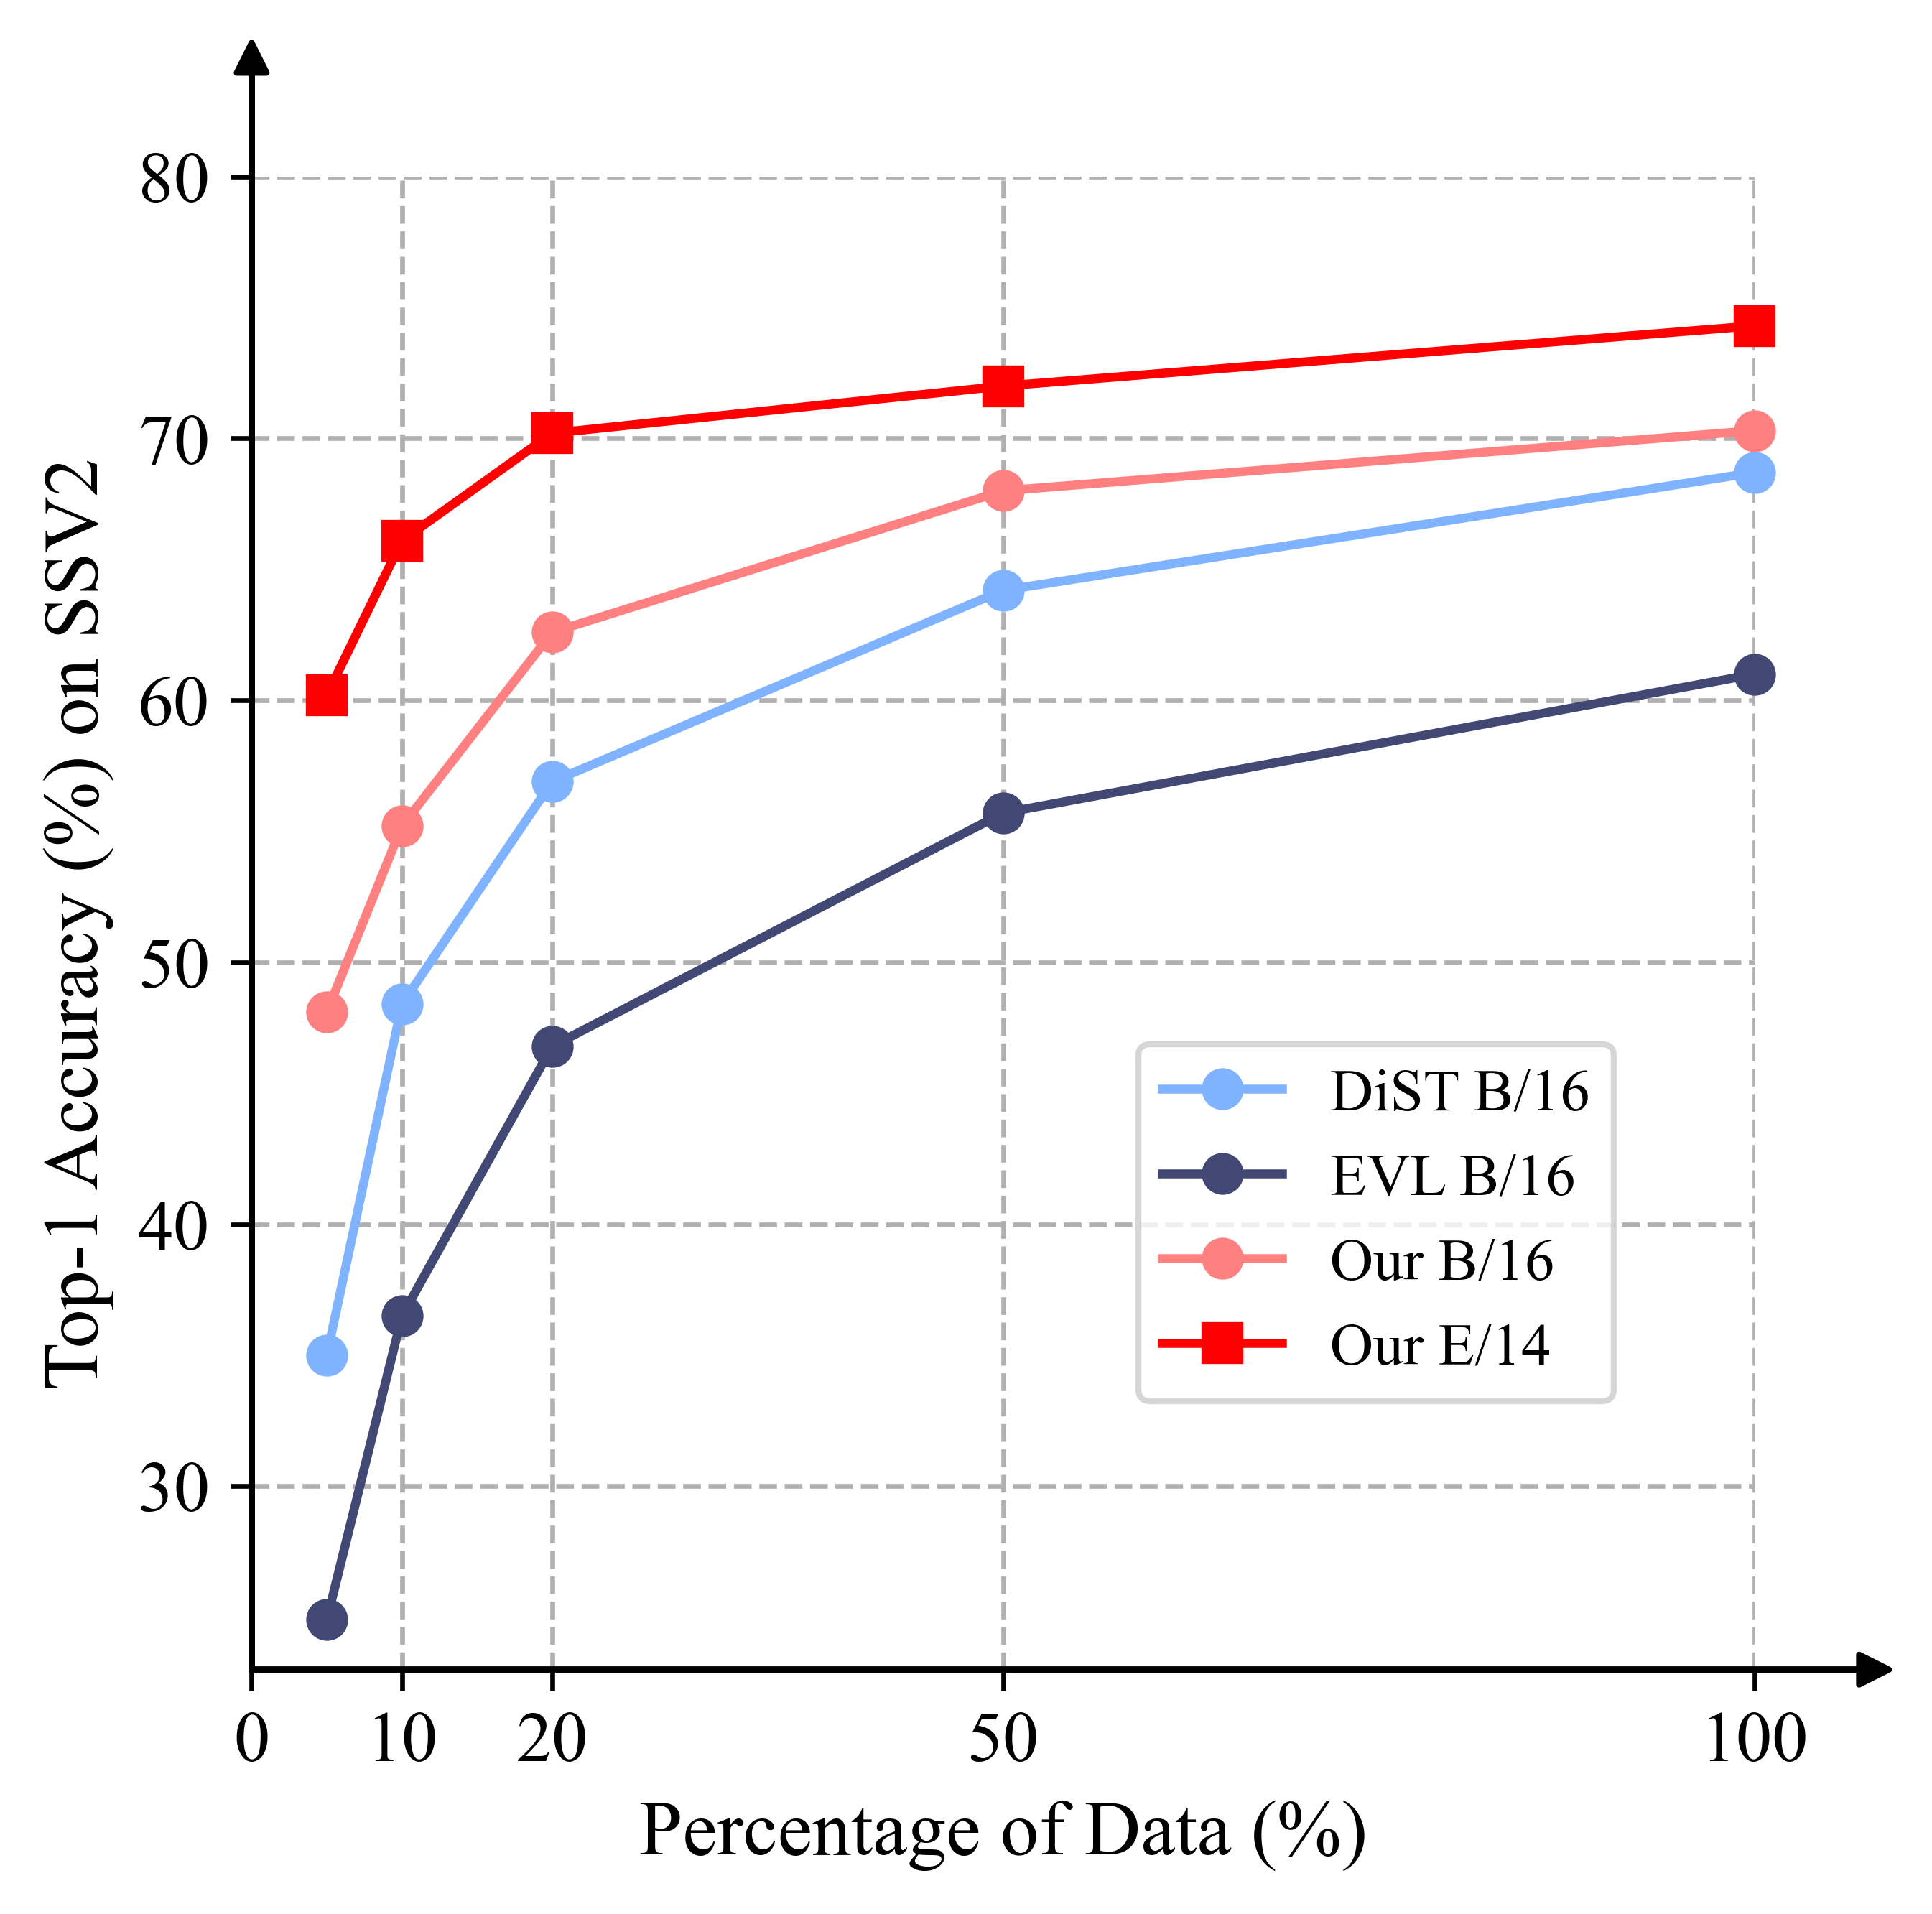 Top-1 Accuracy (%) on SSV2
80
70
60
50
40
30
DiST B/16
EVL B/16
Our B/16
Our E/14
0 10 20 50 100
Percentage of Data (%)